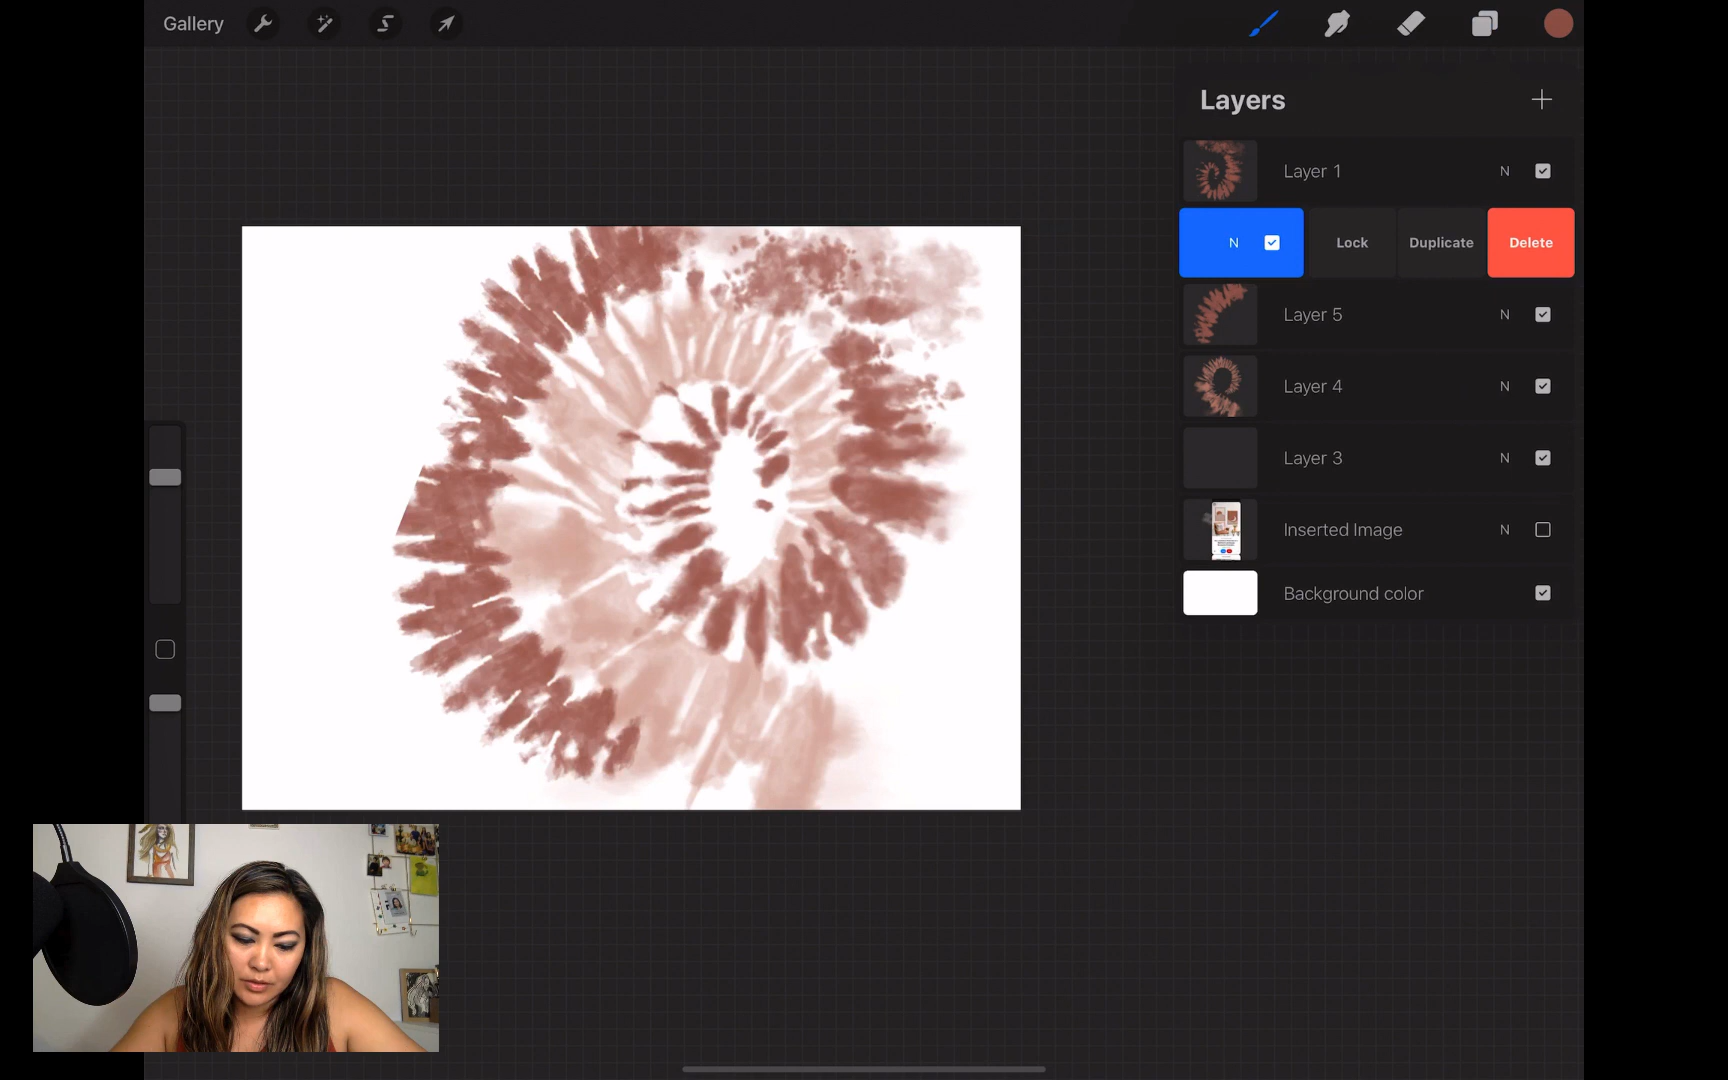 Gallery
Layers
Layer 1 N
N Lock Duplicate Delete
Layer 5 N
Layer 4 N
Layer 3 N
Inserted Image N
Background color